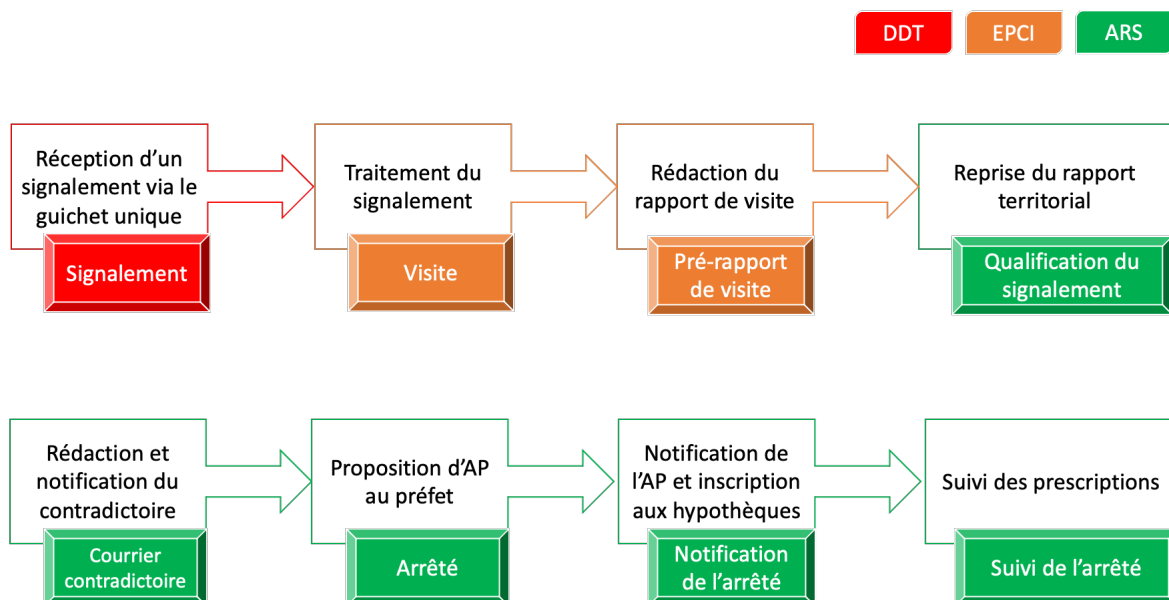 DDT
EPCI
ARS
Réception d’un
signalement via le
guichet unique
Signalement
Traitement du
signalement
Visite
Rédaction du
rapport de visite
Pré-rapport
de visite
Reprise du rapport
territorial
Qualification du
signalement
Rédaction et
notification du
contradictoire
Courrier
contradictoire
Proposition d’AP
au préfet
Arrêté
Notification de
l’AP et inscription
aux hypothèques
Notification
de l’arrêté
Suivi des prescriptions
Suivi de l’arrêté